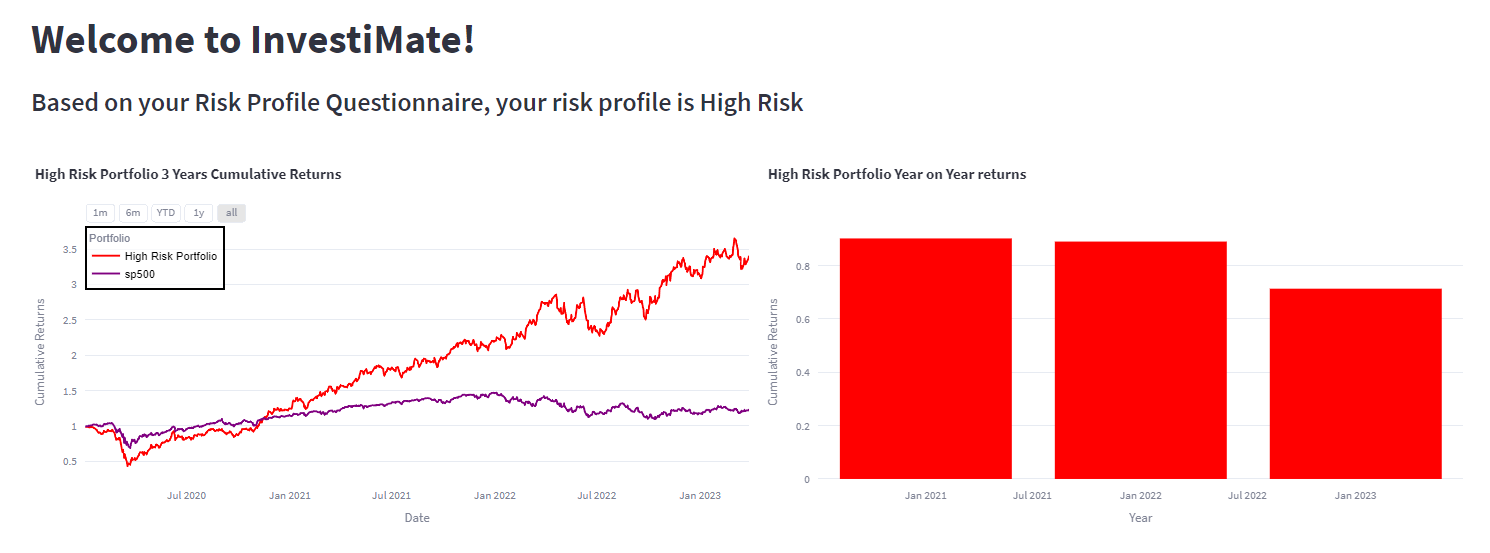 Welcome to InvestiMate!
Based on your Risk Profile Questionnaire, your risk profile is High Risk
High Risk Portfolio 3 Years Cumulative Returns
1m 6m YTD 1y all
Portfolio
High Risk Portfolio
sp500
Cumulative Returns
3.5
3
2.5
2
1.5
1
0.5
Jul 2020 Jan 2021 Jul 2021 Jan 2022 Jul 2022 Jan 2023
Date
High Risk Portfolio Year on Year returns
Cumulative Returns
0.8
0.6
0.4
0.2
0
Jan 2021 Jul 2021 Jan 2022 Jul 2022 Jan 2023
Year